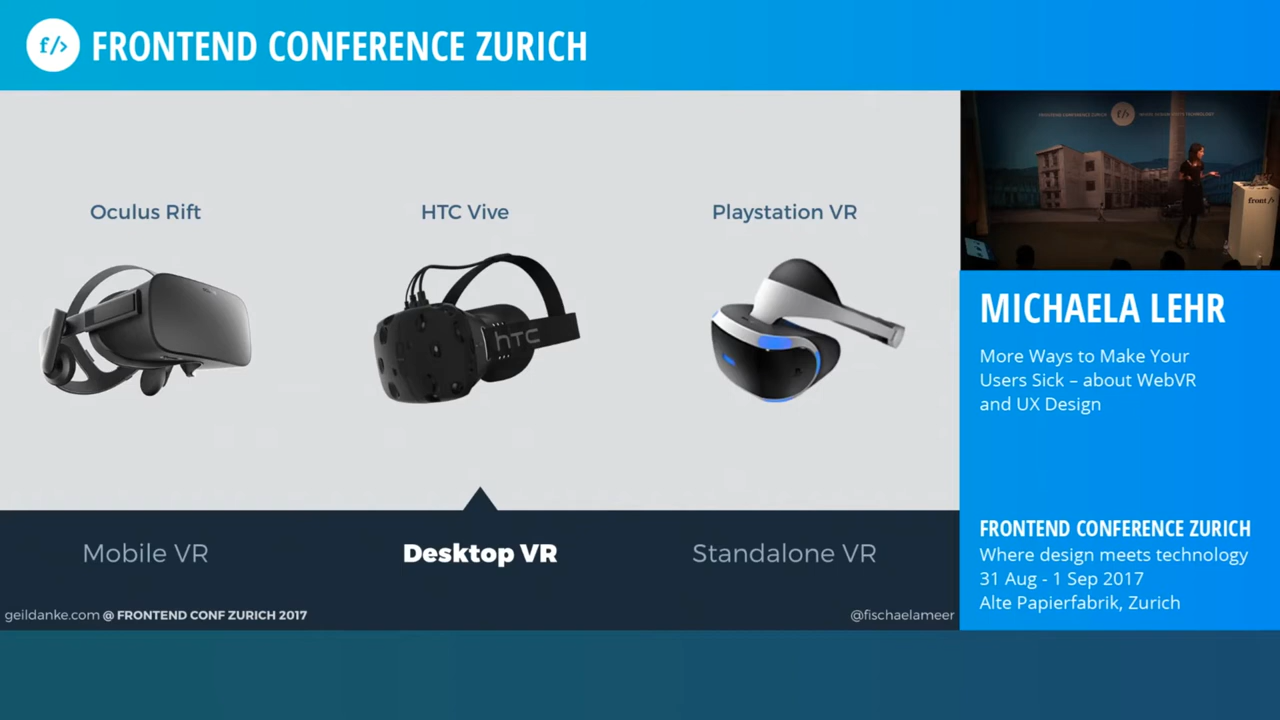 f/> FRONTEND CONFERENCE ZURICH
Oculus Rift
HTC Vive
Playstation VR
hTC
Mobile VR
Desktop VR
Standalone VR
geildanke.com @ FRONTEND CONF ZURICH 2017
@fischaelameer
f/>
front />
MICHAELA LEHR
More Ways to Make Your
Users Sick – about WebVR
and UX Design
FRONTEND CONFERENCE ZURICH
Where design meets technology
31 Aug - 1 Sep 2017
Alte Papierfabrik, Zurich